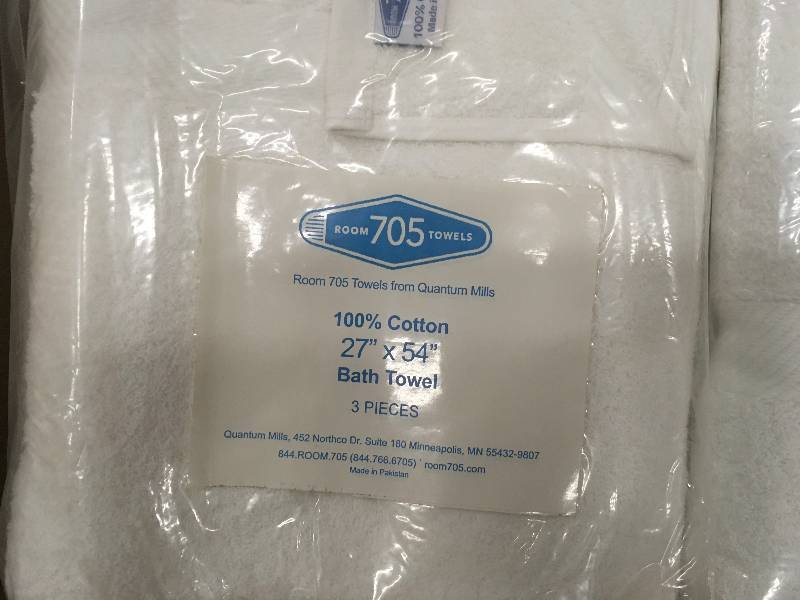 100%
Made
ROOM 705 TOWELS
Room 705 Towels from Quantum Mills
100% Cotton
27” x 54”
Bath Towel
3 PIECES
Quantum Mills, 452 Northco Dr. Suite 180 Minneapolis, MN 55432-9807
844.ROOM.705 (844.766.6705) room705.com
Made in Pakistan